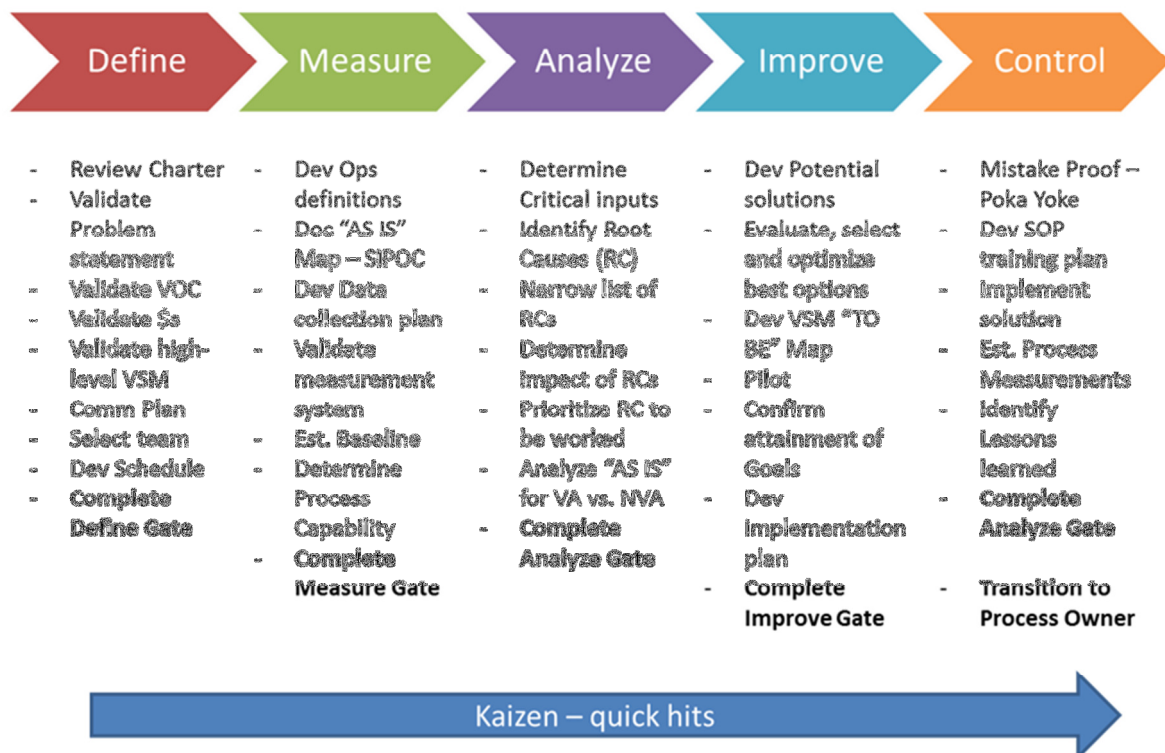 Define
Measure
Analyze
Improve
Control
- Review Charter
- Validate
Problem
statement
- Validate VOC
- Validate $s
- Validate high-
level VSM
- Comm Plan
- Select team
- Dev Schedule
- Complete
Define Gate
- Dev Ops
definitions
- Doc "AS IS"
Map – SIPOC
- Dev Data
collection plan
- Validate
measurement
system
- Est. Baseline
- Determine
Process
Capability
- Complete
Measure Gate
- Determine
Critical inputs
- Identify Root
Causes (RC)
- Narrow list of
RCs
- Determine
Impact of RCs
- Prioritize RC to
be worked
- Analyze "AS IS"
for VA vs. NVA
- Complete
Analyze Gate
- Dev Potential
solutions
- Evaluate, select
and optimize
best options
- Dev VSM "TO
BE" Map
- Pilot
- Confirm
attainment of
Goals
- Dev
Implementation
plan
- Complete
Improve Gate
- Mistake Proof –
Poka Yoke
- Dev SOP
training plan
- Implement
solution
- Est. Process
Measurements
- Identify
Lessons
learned
- Complete
Analyze Gate
- Transition to
Process Owner
Kaizen – quick hits